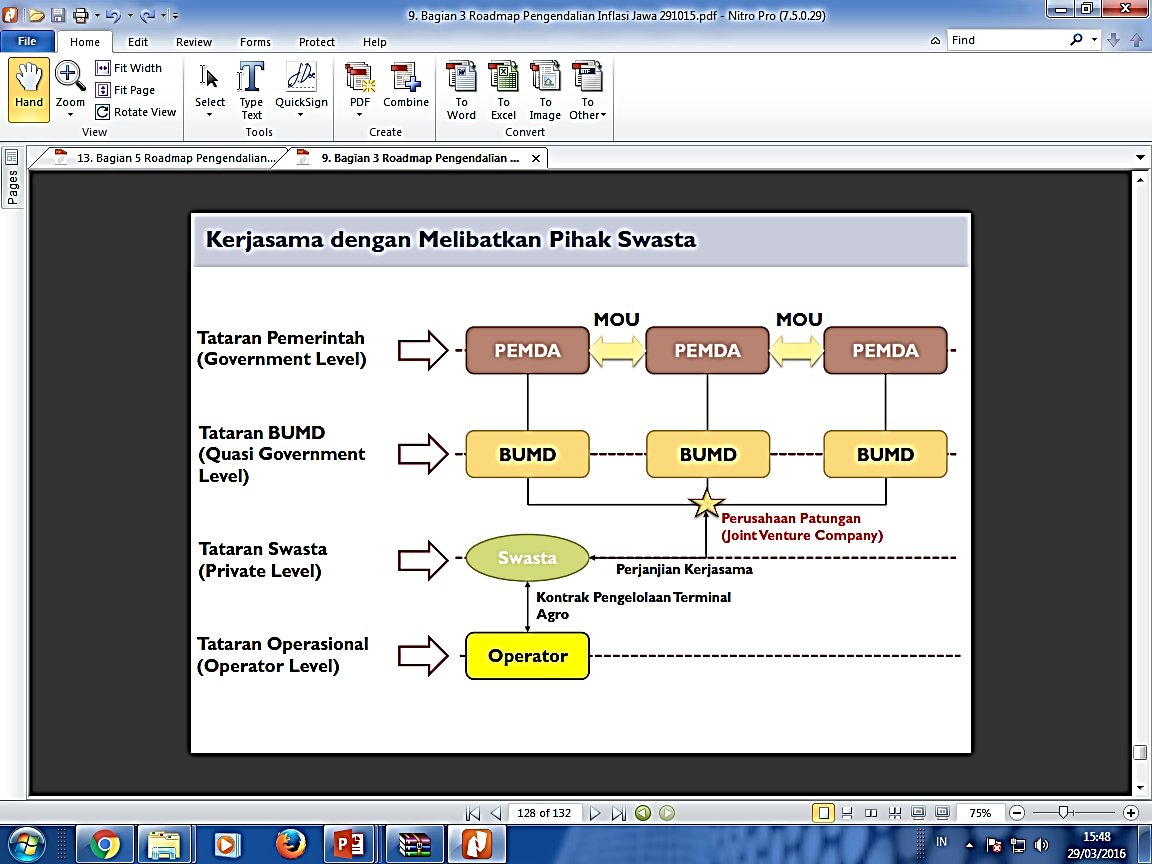 9. Bagian 3 Roadmap Pengendalian Inflasi Jawa 291015.pdf - Nitro Pro (7.5.0.29)
File Home Edit Review Forms Protect Help Find
Hand
Zoom
Fit Width
Fit Page
Rotate View
View
Select
Type
Text
QuickSign
Tools
PDF
Combine
Create
To
Word
To
Excel
To
Image
To
Other
Convert
Pages
13. Bagian 5 Roadmap Pengendalian...
9. Bagian 3 Roadmap Pengendalian ...
Kerjasama dengan Melibatkan Pihak Swasta
MOU MOU
Tataran Pemerintah
(Government Level)
PEMDA PEMDA PEMDA
Tataran BUMD
(Quasi Government
Level)
BUMD BUMD BUMD
Perusahaan Patungan
(Joint Venture Company)
Tataran Swasta
(Private Level)
Swasta
Perjanjian Kerjasama
Kontrak Pengelolaan Terminal
Agro
Tataran Operasional
(Operator Level)
Operator
128 of 132
75%
IN
15:48
29/03/2016